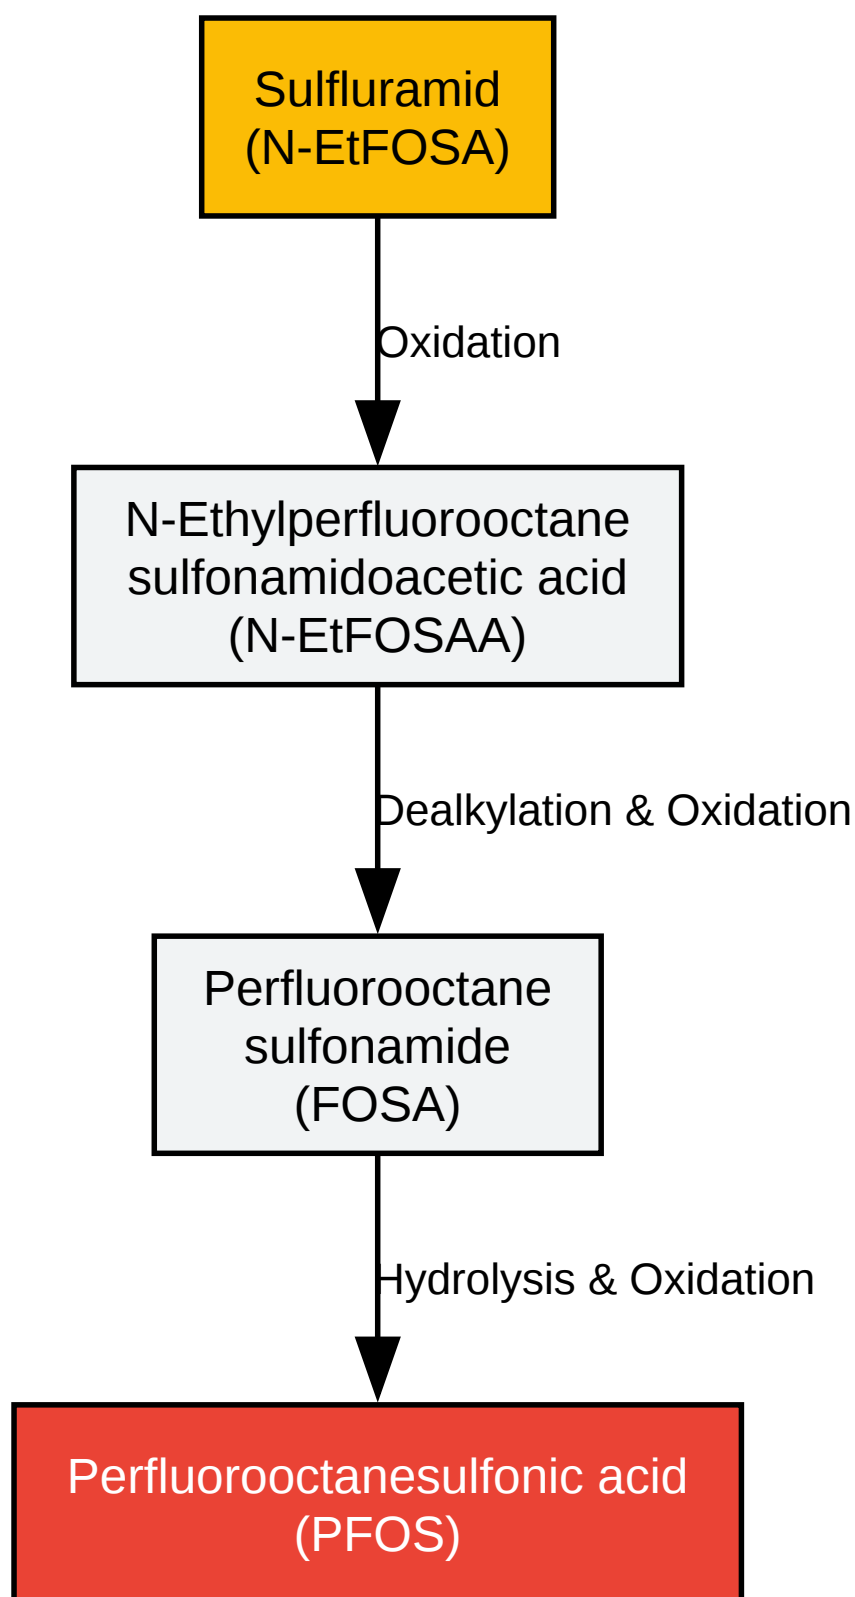 Sulfluramid
(N-EtFOSA)
Oxidation
N-Ethylperfluorooctane
sulfonamidoacetic acid
(N-EtFOSAA)
Dealkylation & Oxidation
Perfluorooctane
sulfonamide
(FOSA)
Hydrolysis & Oxidation
Perfluorooctanesulfonic acid
(PFOS)